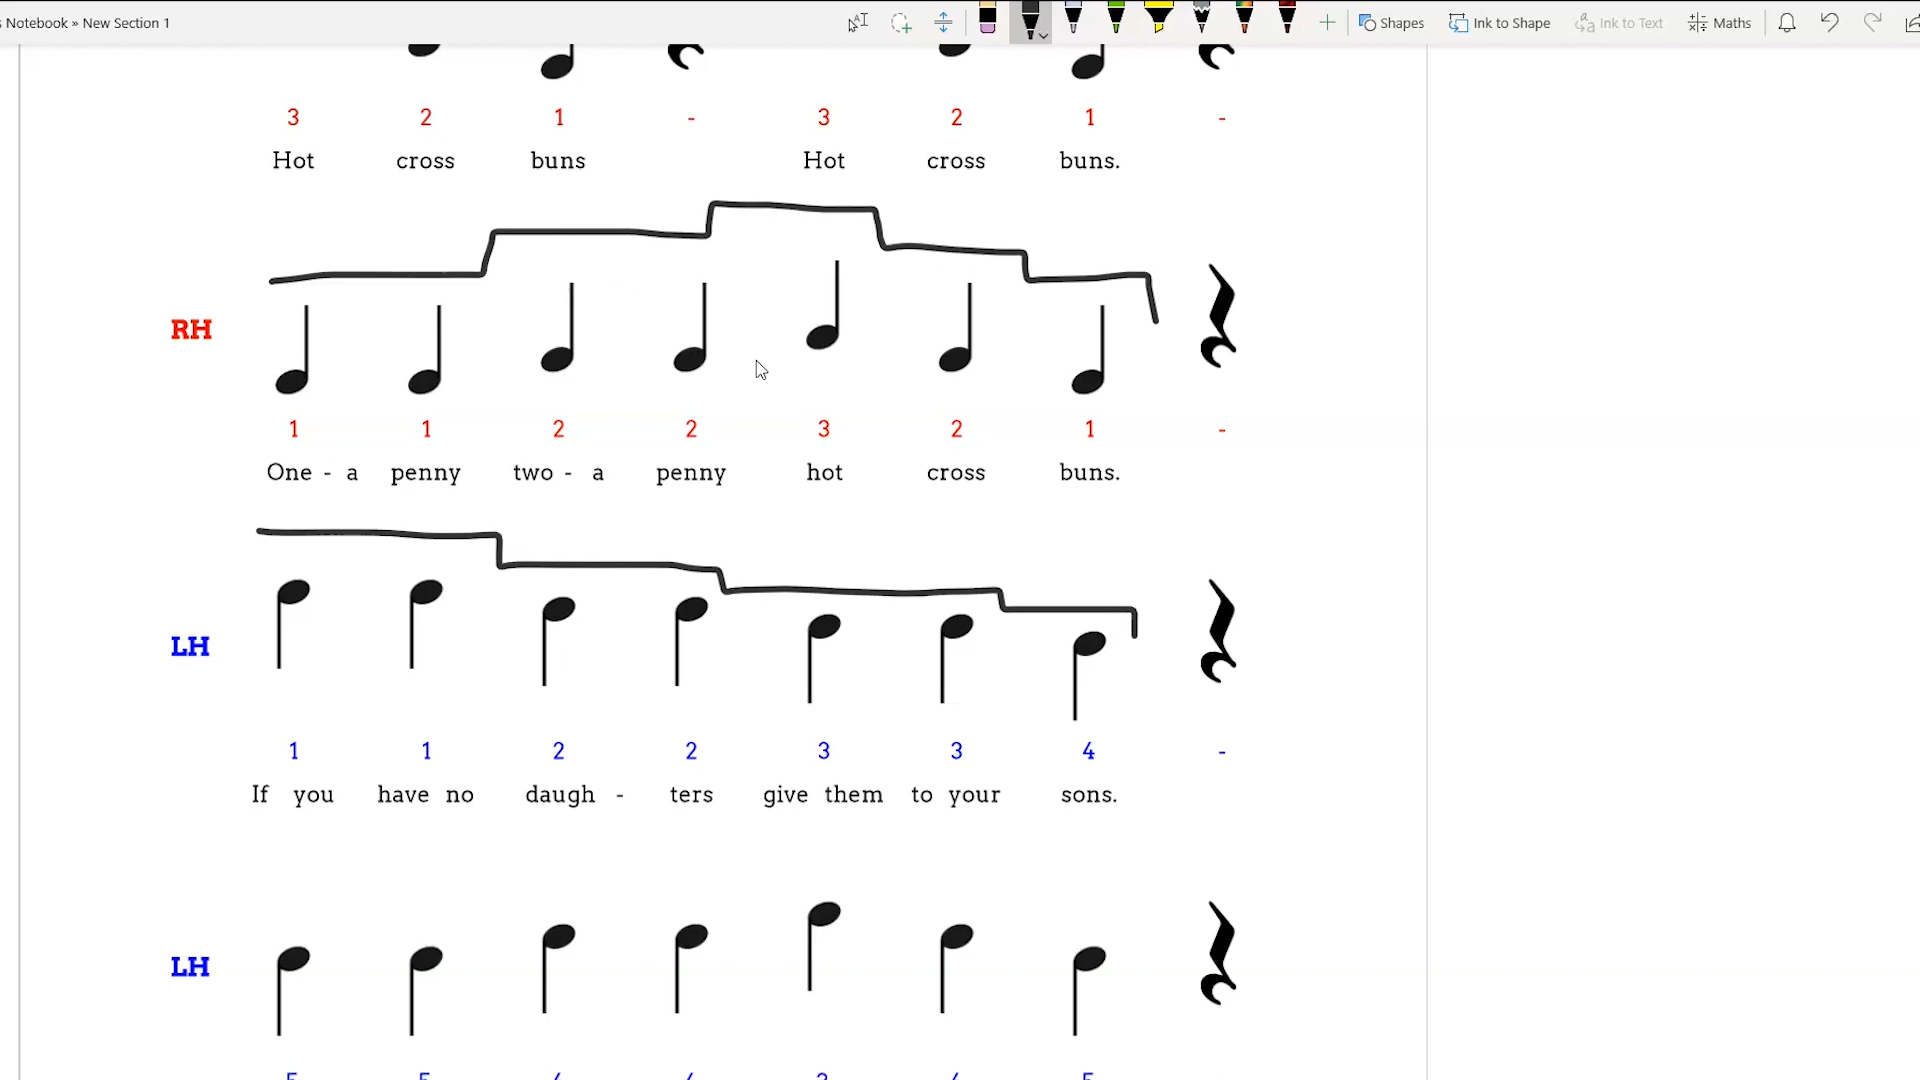 s Notebook » New Section 1
Shapes Ink to Shape Ink to Text Maths
3 2 1 - 3 2 1 -
Hot cross buns Hot cross buns.
RH
1 1 2 2 3 2 1 -
One - a penny two - a penny hot cross buns.
LH
1 1 2 2 3 3 4 -
If you have no daugh - ters give them to your sons.
LH